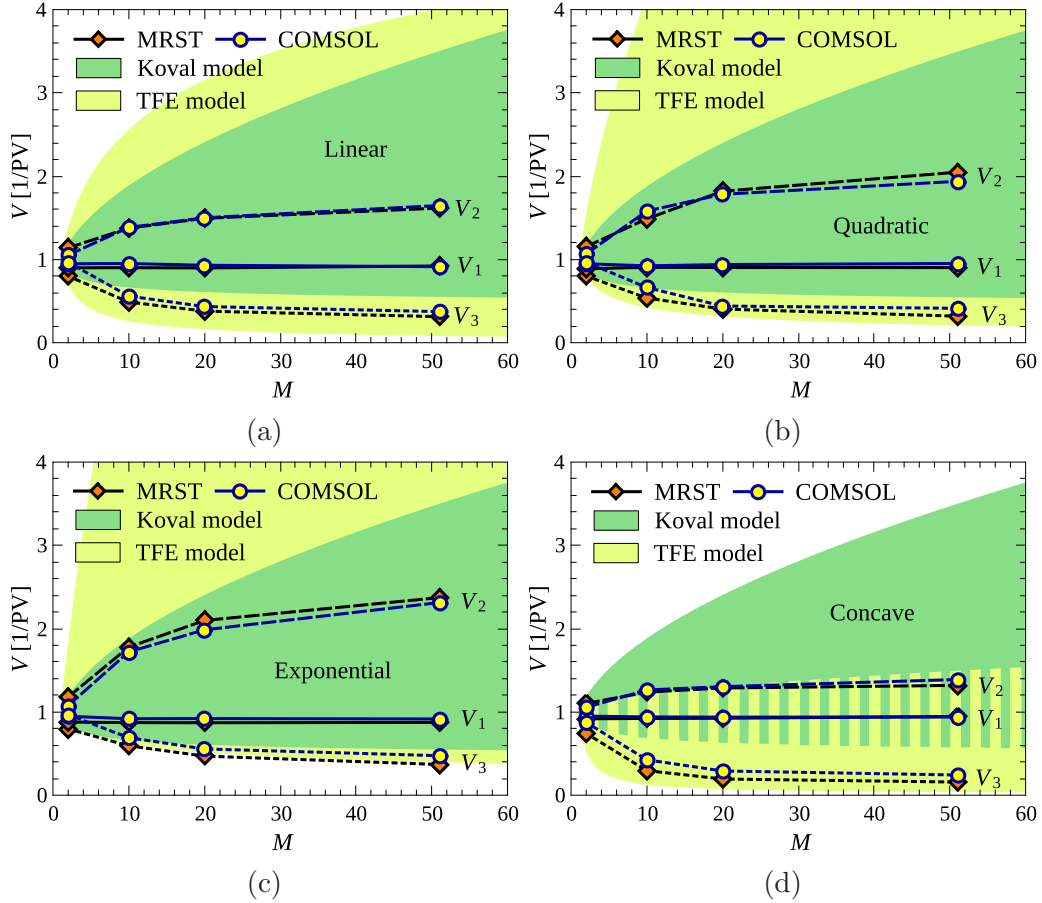 4
3
2
1
0
V [1/PV]
MRST
COMSOL
Koval model
TFE model
Linear
V2
V1
V3
0 10 20 30 40 50 60
M
(a)
4
3
2
1
0
V [1/PV]
MRST
COMSOL
Koval model
TFE model
Quadratic
V2
V1
V3
0 10 20 30 40 50 60
M
(b)
4
3
2
1
0
V [1/PV]
MRST
COMSOL
Koval model
TFE model
Exponential
V2
V1
V3
0 10 20 30 40 50 60
M
(c)
4
3
2
1
0
V [1/PV]
MRST
COMSOL
Koval model
TFE model
Concave
V2
V1
V3
0 10 20 30 40 50 60
M
(d)